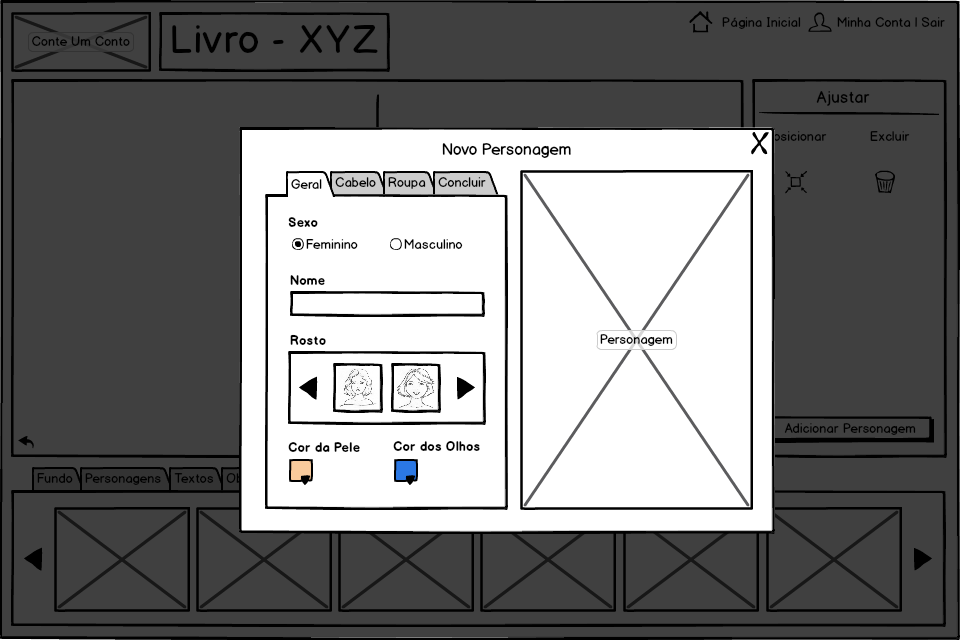 Conte Um Conto
Livro - XYZ
Página Inicial
Minha Conta | Sair
Ajustar
osicionar
Excluir
Novo Personagem
X
Geral
Cabelo
Roupa
Concluir
Sexo
Feminino
Masculino
Nome
Rosto
Cor da Pele
Cor dos Olhos
Personagem
Adicionar Personagem
Fundo
Personagens
Textos
Ob